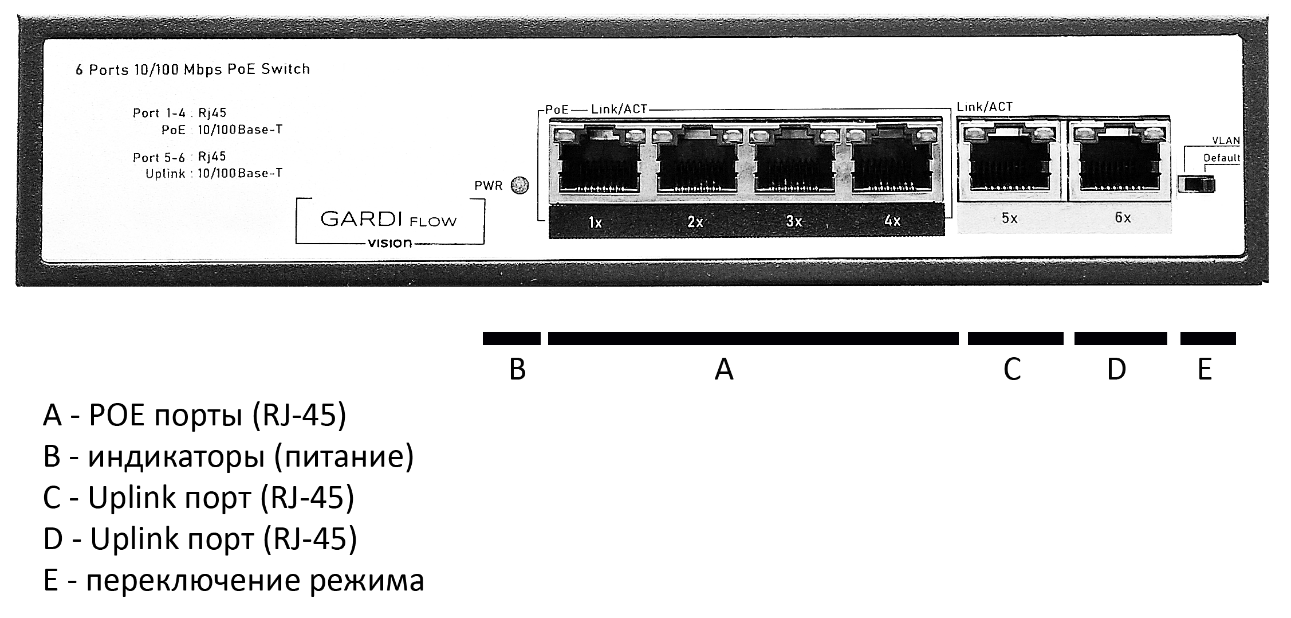 6 Ports 10/100 Mbps PoE Switch
Port 1-4 : Rj45
PoE : 10/100Base-T
Port 5-6 : Rj45
Uplink : 10/100Base-T
GARDI FLOW
vision
PWR
PoE Link/ACT
Link/ACT
VLAN
Default
1x 2x 3x 4x 5x 6x
B A C D E
A - POE порты (RJ-45)
B - индикаторы (питание)
C - Uplink порт (RJ-45)
D - Uplink порт (RJ-45)
E - переключение режима